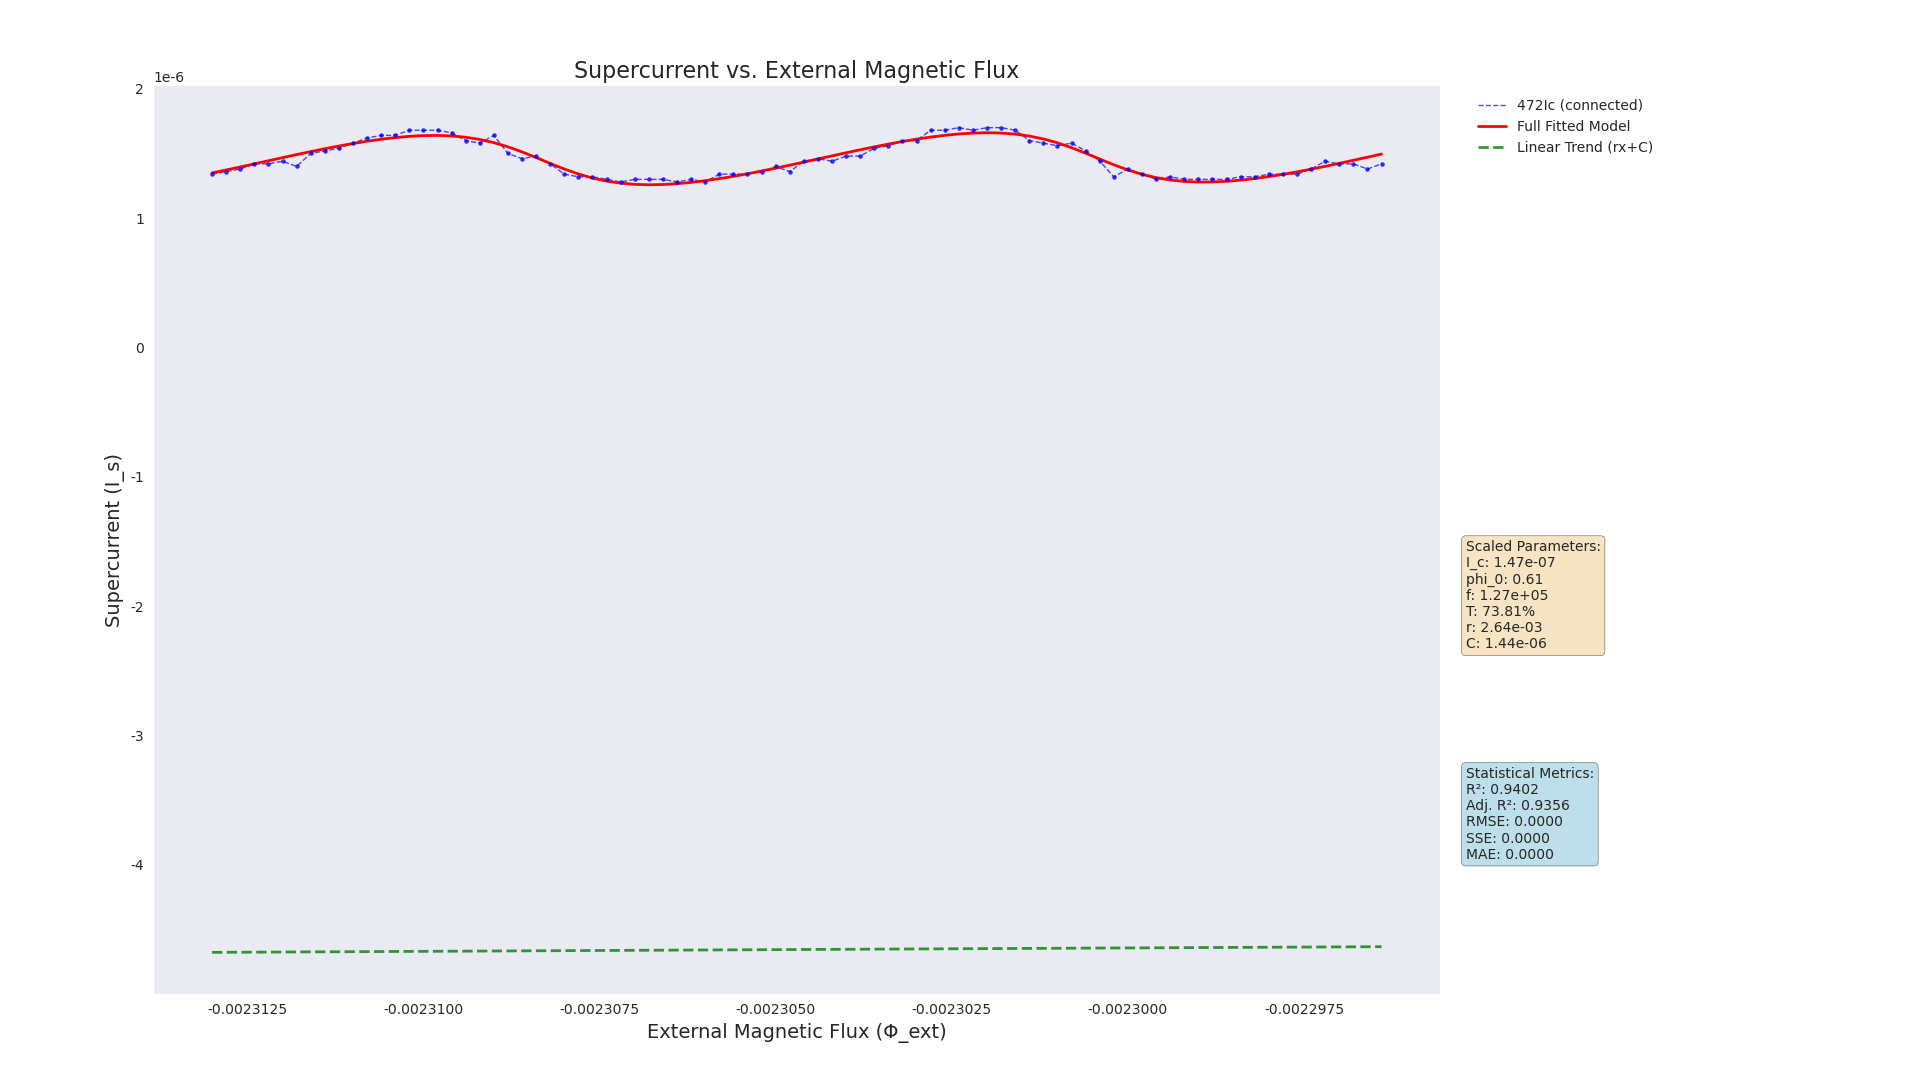 Supercurrent vs. External Magnetic Flux
1e-6
2
1
0
-1
-2
-3
-4
Supercurrent (I_s)
-0.0023125
-0.0023100
-0.0023075
-0.0023050
-0.0023025
-0.0023000
-0.0022975
External Magnetic Flux (Φ_ext)
472Ic (connected)
Full Fitted Model
Linear Trend (rx+C)
Scaled Parameters:
I_c: 1.47e-07
phi_0: 0.61
f: 1.27e+05
T: 73.81%
r: 2.64e-03
C: 1.44e-06
Statistical Metrics:
R²: 0.9402
Adj. R²: 0.9356
RMSE: 0.0000
SSE: 0.0000
MAE: 0.0000